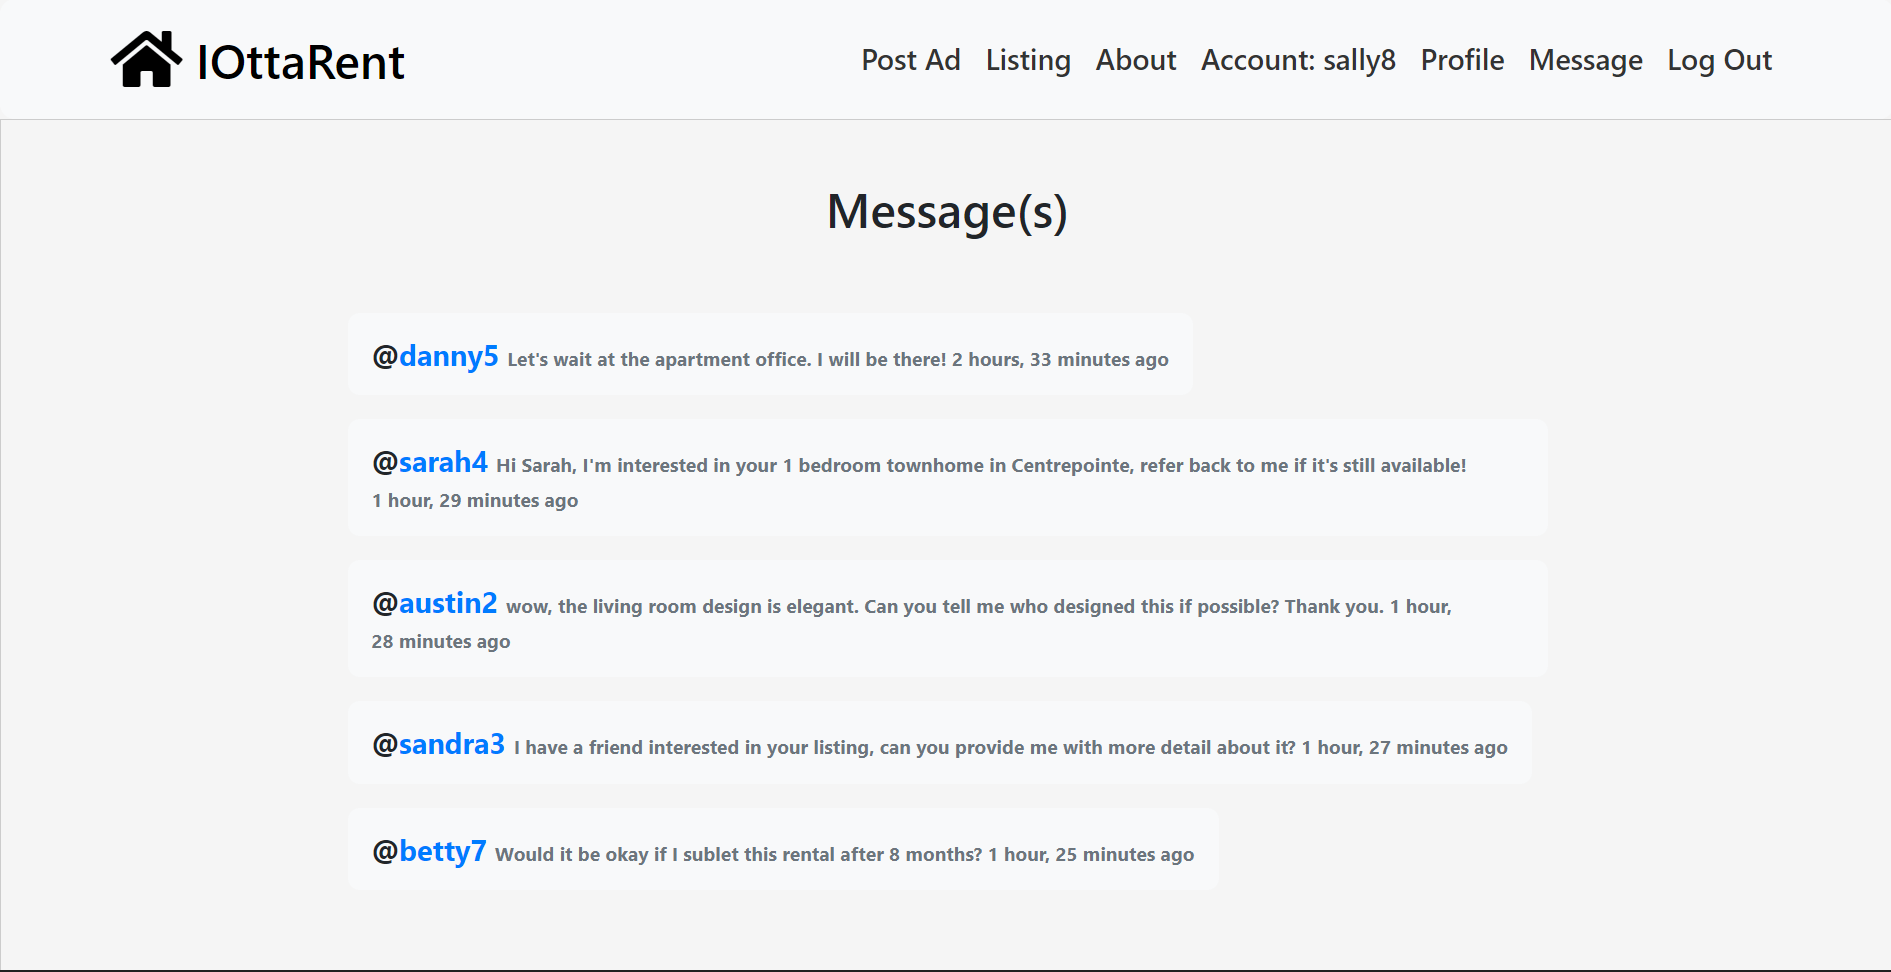 IOttaRent
Post Ad Listing About Account: sally8 Profile Message Log Out
Message(s)
@danny5 Let's wait at the apartment office. I will be there! 2 hours, 33 minutes ago
@sarah4 Hi Sarah, I'm interested in your 1 bedroom townhome in Centrepointe, refer back to me if it's still available!
1 hour, 29 minutes ago
@austin2 wow, the living room design is elegant. Can you tell me who designed this if possible? Thank you. 1 hour,
28 minutes ago
@sandra3 I have a friend interested in your listing, can you provide me with more detail about it? 1 hour, 27 minutes ago
@betty7 Would it be okay if I sublet this rental after 8 months? 1 hour, 25 minutes ago